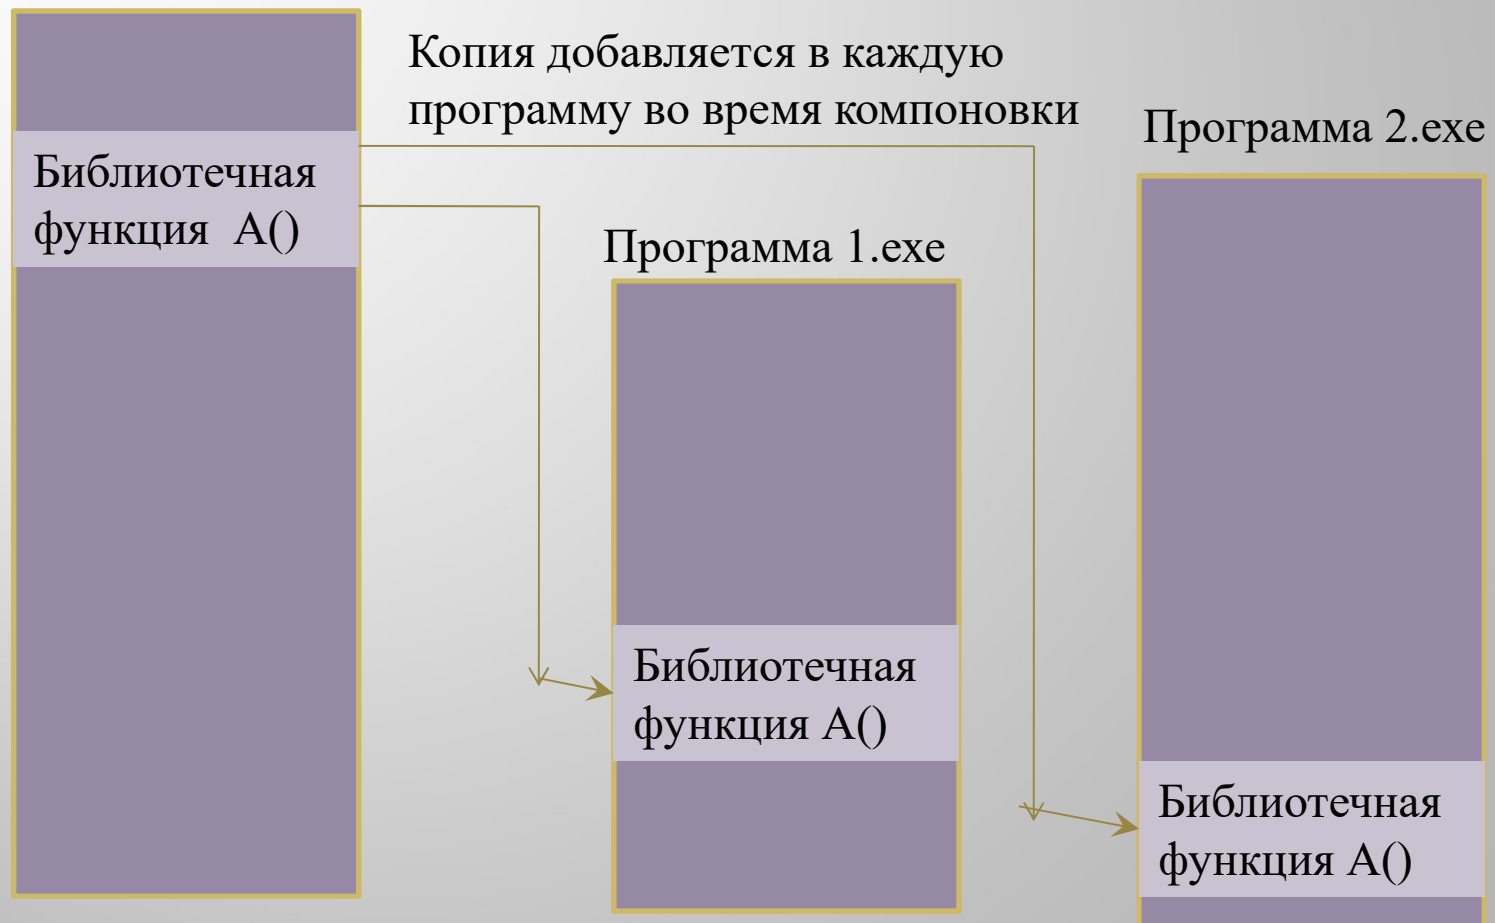 Копия добавляется в каждую
программу во время компоновки
Программа 2.exe
Библиотечная
функция A()
Программа 1.exe
Библиотечная
функция A()
Библиотечная
функция A()